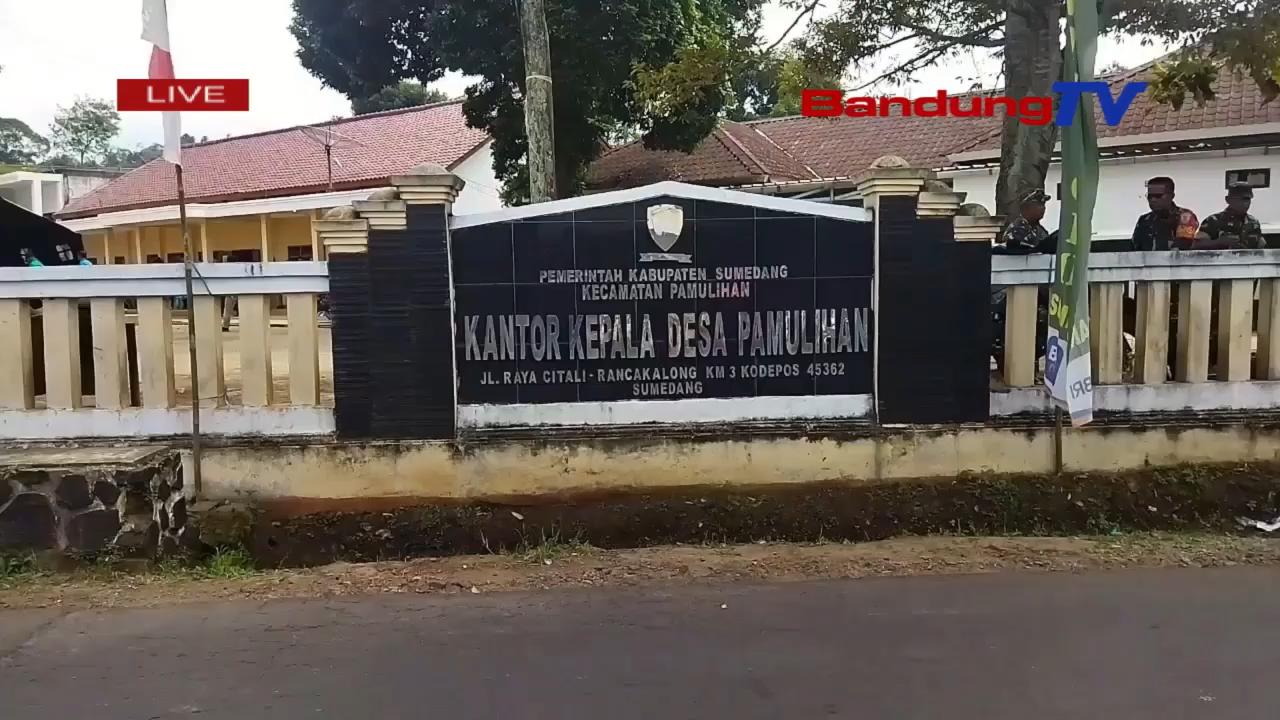 LIVE
BandungTV
PEMERINTAH KABUPATEN SUMEDANG
KECAMATAN PAMULIHAN
KANTOR KEPALA DESA PAMULIHAN
JL. RAYA CITALI - RANCAKALONG KM 3 KODEPOS 45362
SUMEDANG
BRI